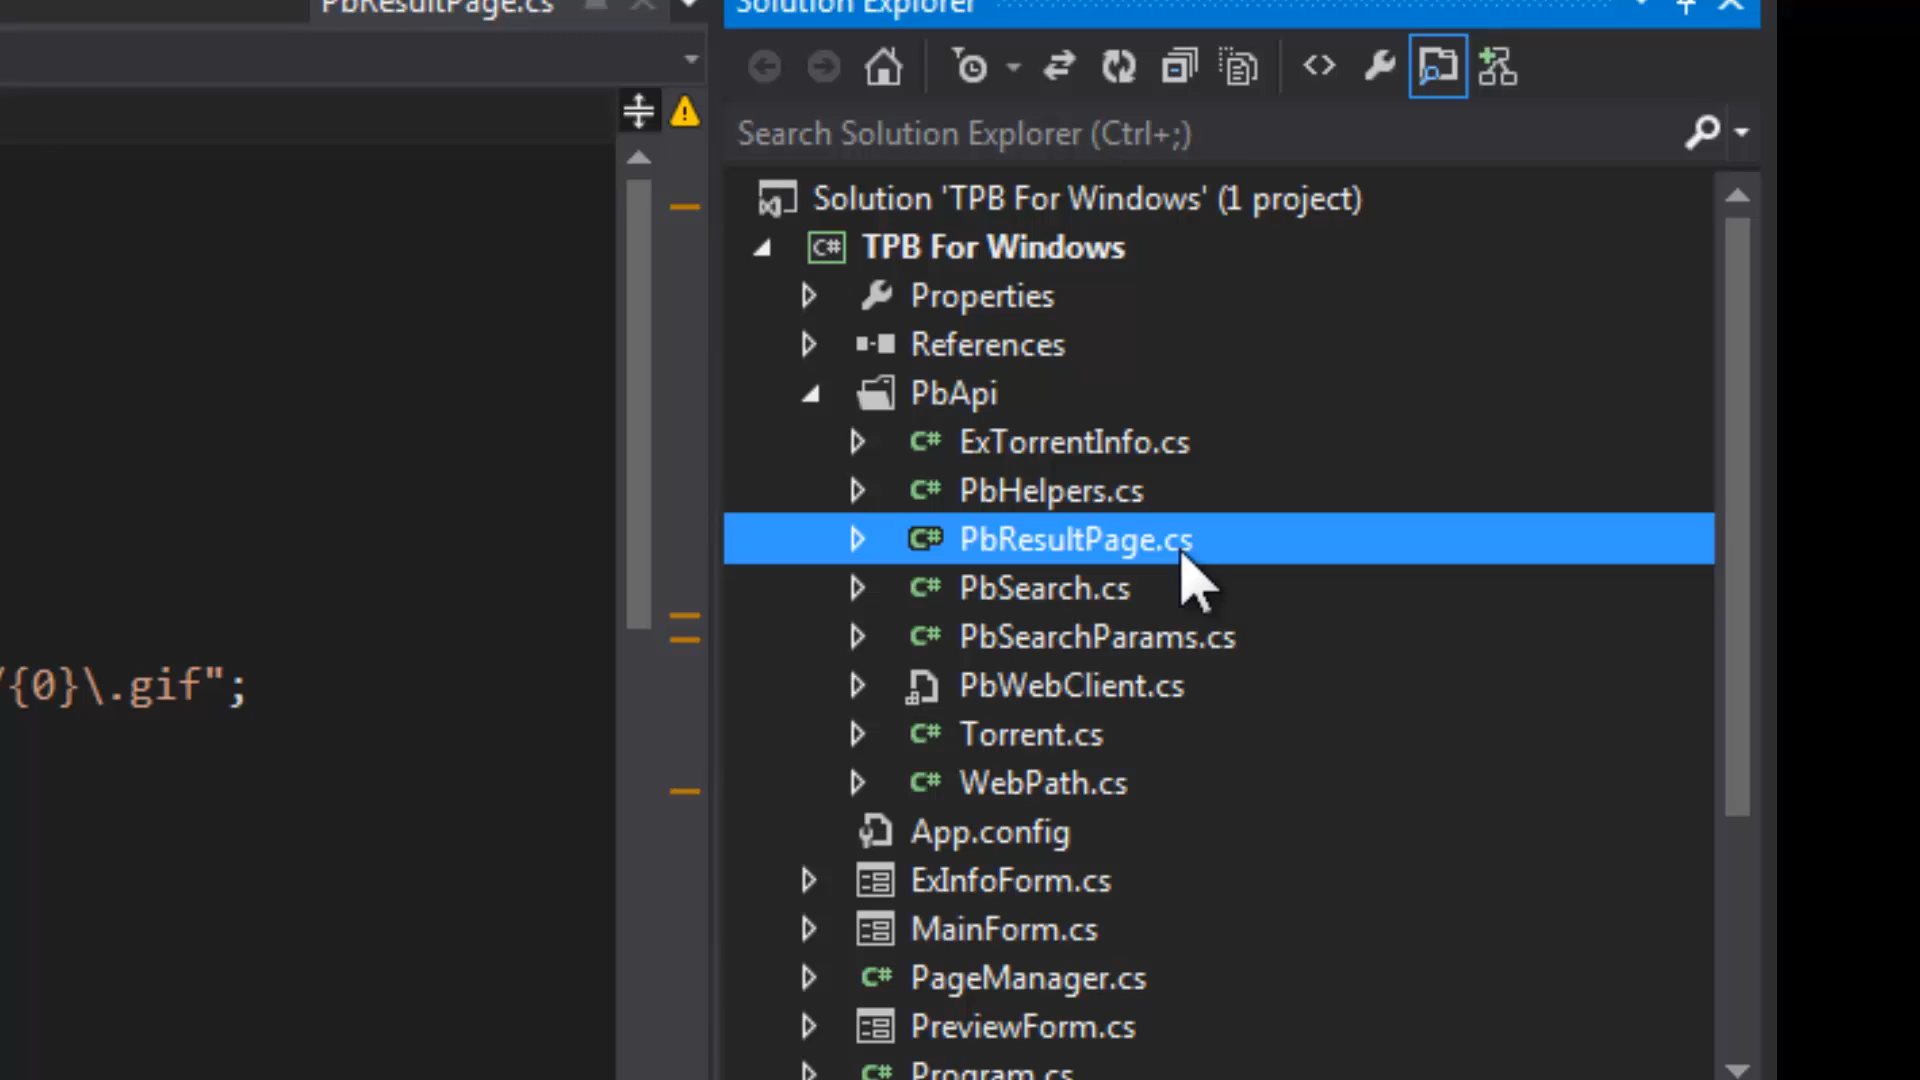 PbResultPage.cs
Solution Explorer
Search Solution Explorer (Ctrl+;)
Solution 'TPB For Windows' (1 project)
C# TPB For Windows
Properties
References
PbApi
C# ExTorrentInfo.cs
C# PbHelpers.cs
C# PbResultPage.cs
C# PbSearch.cs
C# PbSearchParams.cs
PbWebClient.cs
C# Torrent.cs
C# WebPath.cs
App.config
ExInfoForm.cs
MainForm.cs
C# PageManager.cs
PreviewForm.cs
C# Program.cs
/{0}\.gif";